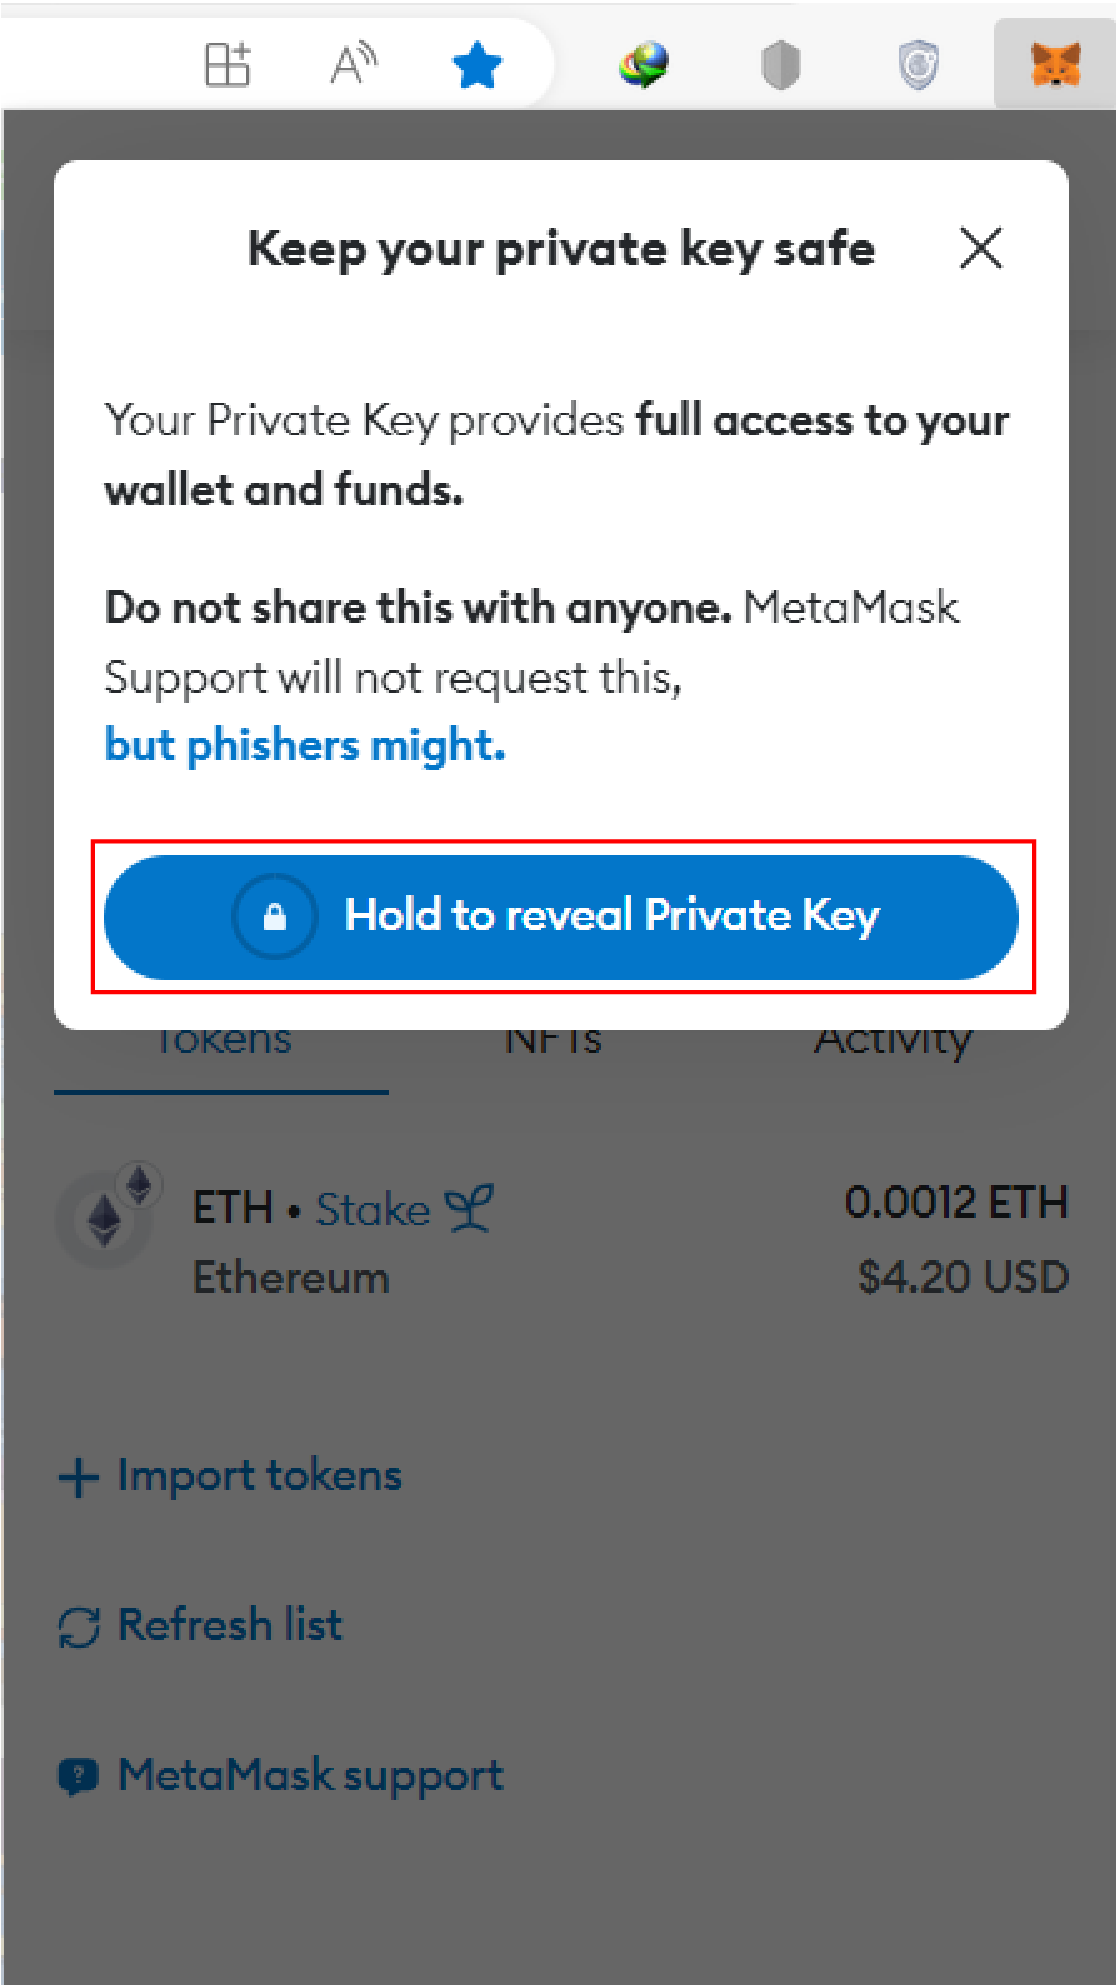 Keep your private key safe
Your Private Key provides full access to your
wallet and funds.
Do not share this with anyone. MetaMask
Support will not request this,
but phishers might.
Hold to reveal Private Key
Tokens NFTs Activity
ETH • Stake 0.0012 ETH
Ethereum $4.20 USD
+ Import tokens
Refresh list
MetaMask support